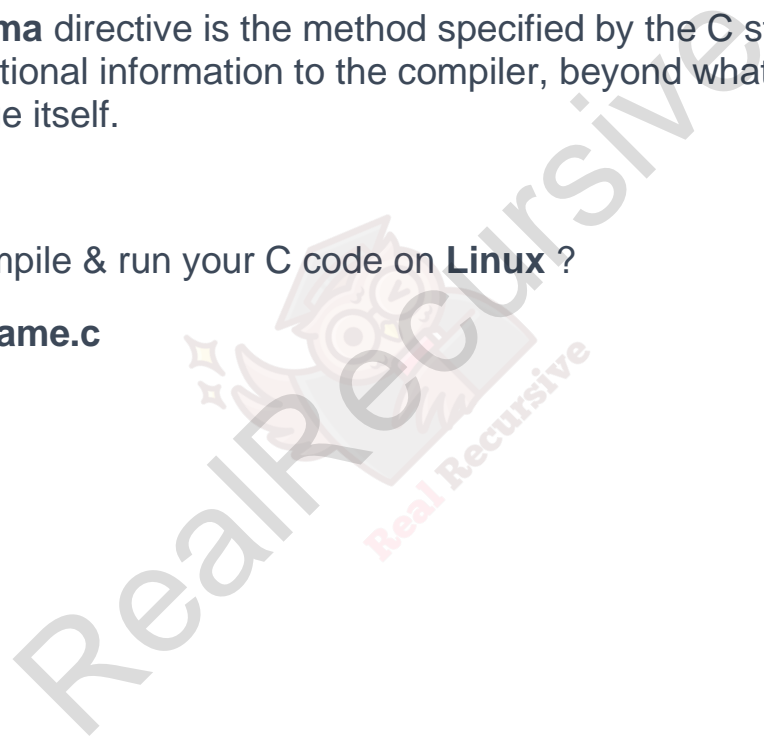 ma directive is the method specified by the C st
tional information to the compiler, beyond what
e itself.
mpile & run your C code on Linux ?
ame.c
RealRecursive
Real Recursive